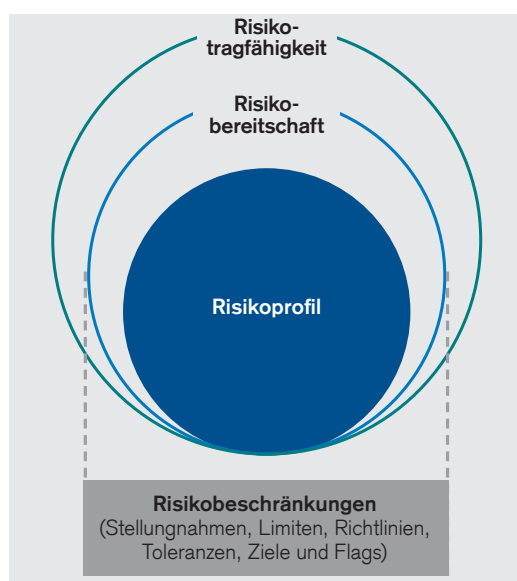 Risiko-
tragfähigkeit
Risiko-
bereitschaft
Risikoprofil
Risikobeschränkungen
(Stellungnahmen, Limiten, Richtlinien,
Toleranzen, Ziele und Flags)